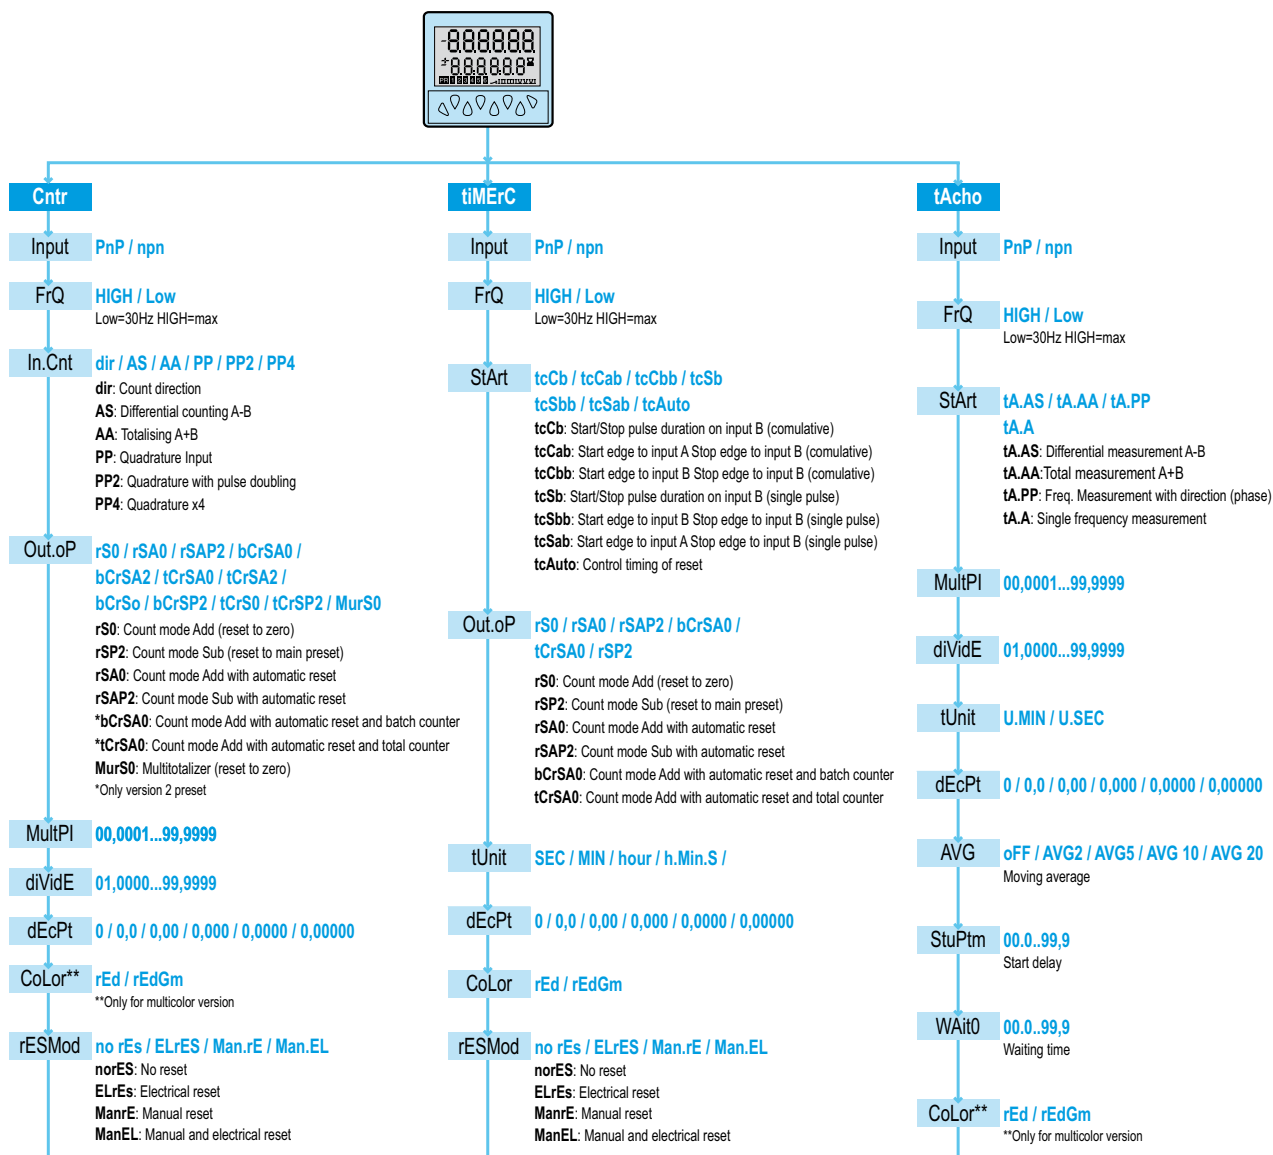 -8.8.8.8.8.8
±8.8.8.8.8.8
PR 1 2 3 4 5 6
Cntr
Input PnP / npn
FrQ HIGH / Low
Low=30Hz HIGH=max
In.Cnt dir / AS / AA / PP / PP2 / PP4
dir: Count direction
AS: Differential counting A-B
AA: Totalising A+B
PP: Quadrature Input
PP2: Quadrature with pulse doubling
PP4: Quadrature x4
Out.oP rS0 / rSA0 / rSAP2 / bCrSA0 /
bCrSA2 / tCrSA0 / tCrSA2 /
bCrSo / bCrSP2 / tCrS0 / tCrSP2 / MurS0
rS0: Count mode Add (reset to zero)
rSP2: Count mode Sub (reset to main preset)
rSA0: Count mode Add with automatic reset
rSAP2: Count mode Sub with automatic reset
*bCrSA0: Count mode Add with automatic reset and batch counter
*tCrSA0: Count mode Add with automatic reset and total counter
MurS0: Multitotalizer (reset to zero)
*Only version 2 preset
MultPl 00,0001...99,9999
diVidE 01,0000...99,9999
dEcPt 0 / 0,0 / 0,00 / 0,000 / 0,0000 / 0,00000
CoLor** rEd / rEdGm
**Only for multicolor version
rESMod no rEs / ELrES / Man.rE / Man.EL
norES: No reset
ELrEs: Electrical reset
ManrE: Manual reset
ManEL: Manual and electrical reset
tiMErC
Input PnP / npn
FrQ HIGH / Low
Low=30Hz HIGH=max
StArt tcCb / tcCab / tcCbb / tcSb
tcSbb / tcSab / tcAuto
tcCb: Start/Stop pulse duration on input B (comulative)
tcCab: Start edge to input A Stop edge to input B (comulative)
tcCbb: Start edge to input B Stop edge to input B (comulative)
tcSb: Start/Stop pulse duration on input B (single pulse)
tcSbb: Start edge to input B Stop edge to input B (single pulse)
tcSab: Start edge to input A Stop edge to input B (single pulse)
tcAuto: Control timing of reset
Out.oP rS0 / rSA0 / rSAP2 / bCrSA0 /
tCrSA0 / rSP2
rS0: Count mode Add (reset to zero)
rSP2: Count mode Sub (reset to main preset)
rSA0: Count mode Add with automatic reset
rSAP2: Count mode Sub with automatic reset
bCrSA0: Count mode Add with automatic reset and batch counter
tCrSA0: Count mode Add with automatic reset and total counter
tUnit SEC / MIN / hour / h.Min.S /
dEcPt 0 / 0,0 / 0,00 / 0,000 / 0,0000 / 0,00000
CoLor rEd / rEdGm
rESMod no rEs / ELrES / Man.rE / Man.EL
norES: No reset
ELrEs: Electrical reset
ManrE: Manual reset
ManEL: Manual and electrical reset
tAcho
Input PnP / npn
FrQ HIGH / Low
Low=30Hz HIGH=max
StArt tA.AS / tA.AA / tA.PP
tA.A
tA.AS: Differential measurement A-B
tA.AA:Total measurement A+B
tA.PP: Freq. Measurement with direction (phase)
tA.A: Single frequency measurement
MultPl 00,0001...99,9999
diVidE 01,0000...99,9999
tUnit U.MIN / U.SEC
dEcPt 0 / 0,0 / 0,00 / 0,000 / 0,0000 / 0,00000
AVG oFF / AVG2 / AVG5 / AVG 10 / AVG 20
Moving average
StuPtm 00.0..99,9
Start delay
WAit0 00.0..99,9
Waiting time
CoLor** rEd / rEdGm
**Only for multicolor version